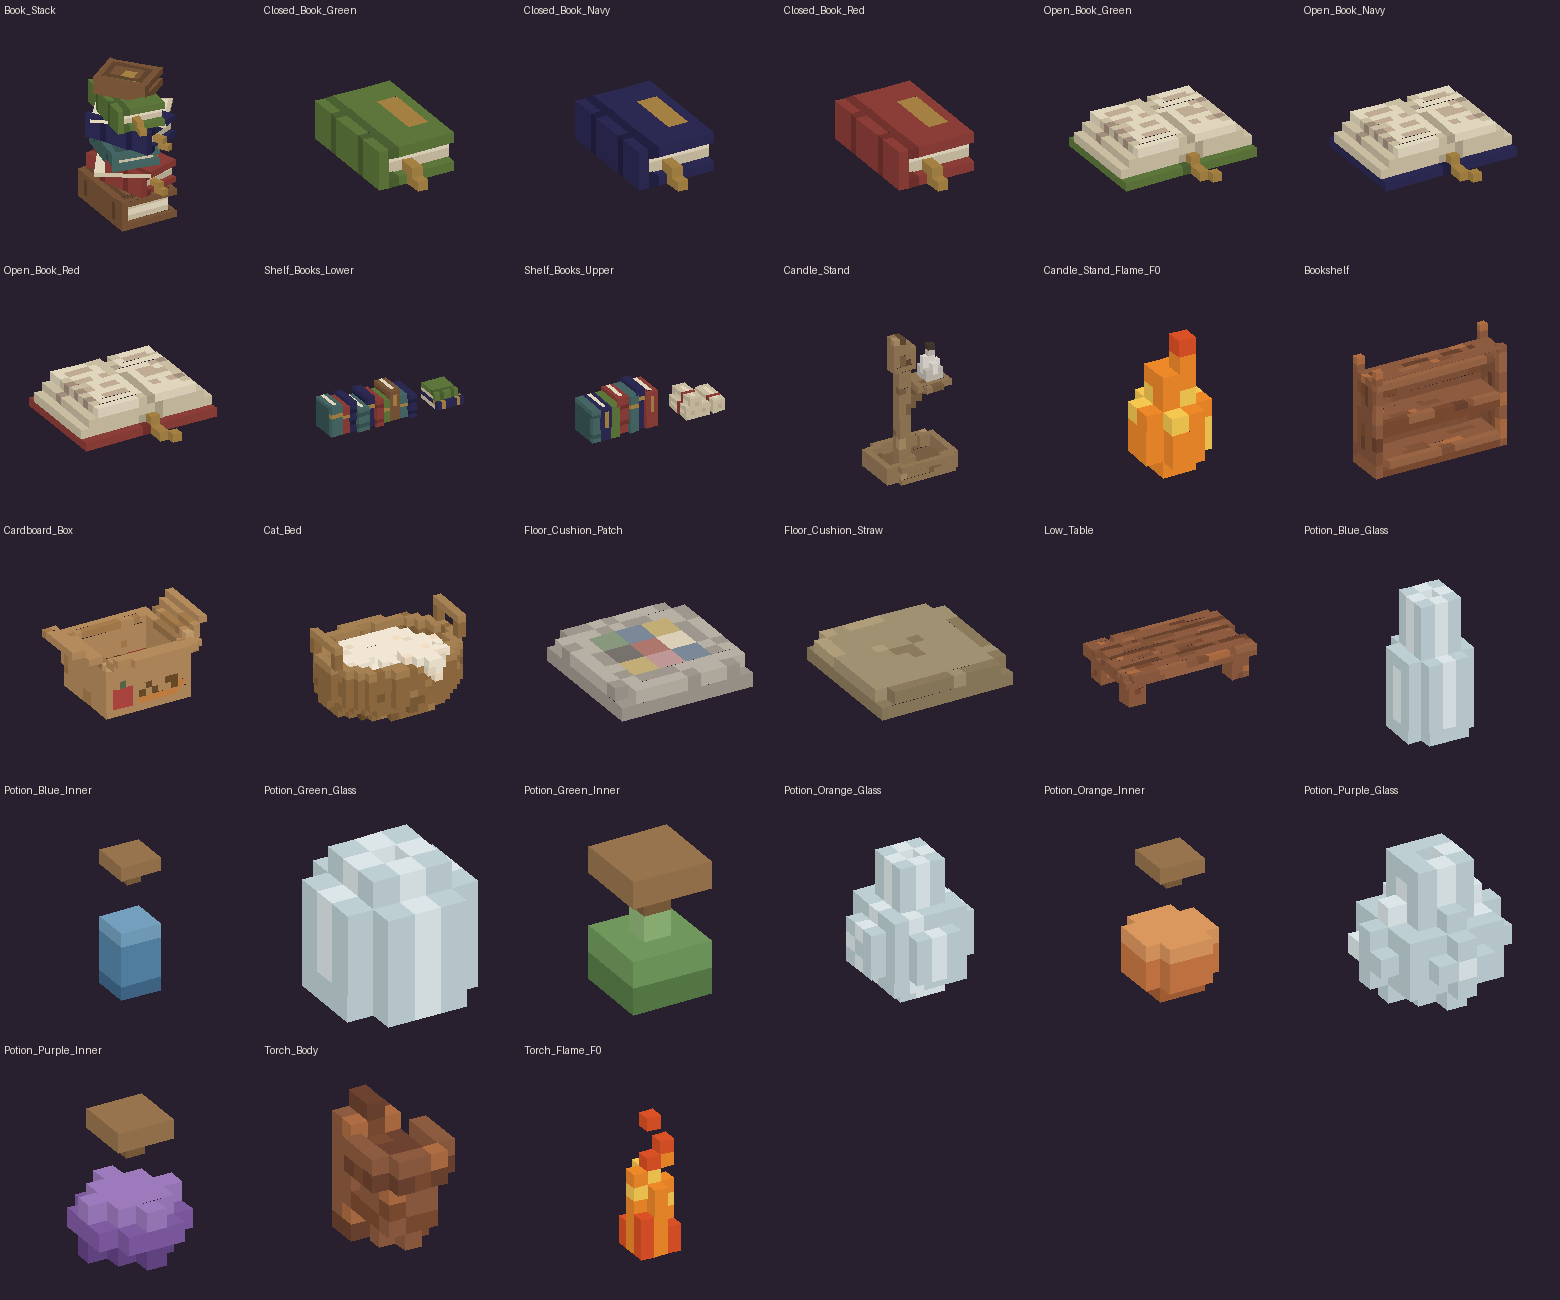 Book_Stack
Closed_Book_Green
Closed_Book_Navy
Closed_Book_Red
Open_Book_Green
Open_Book_Navy
Open_Book_Red
Shelf_Books_Lower
Shelf_Books_Upper
Candle_Stand
Candle_Stand_Flame_F0
Bookshelf
Cardboard_Box
Cat_Bed
Floor_Cushion_Patch
Floor_Cushion_Straw
Low_Table
Potion_Blue_Glass
Potion_Blue_Inner
Potion_Green_Glass
Potion_Green_Inner
Potion_Orange_Glass
Potion_Orange_Inner
Potion_Purple_Glass
Potion_Purple_Inner
Torch_Body
Torch_Flame_F0